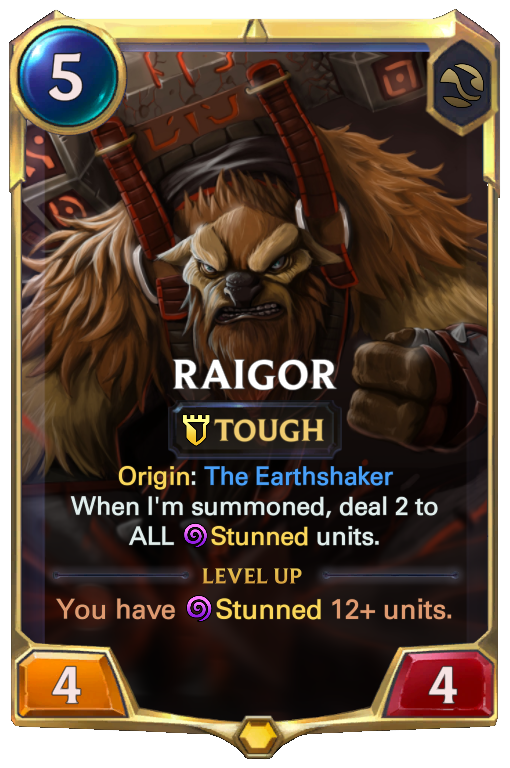 5
RAIGOR
TOUGH
Origin: The Earthshaker
When I'm summoned, deal 2 to
ALL Stunned units.
LEVEL UP
You have Stunned 12+ units.
4
4